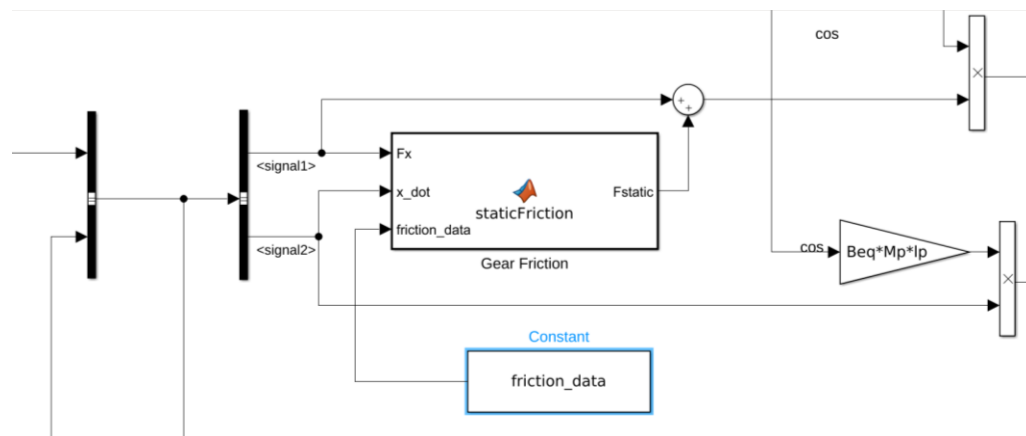 cos
+
+
×
<signal1>
Fx
x_dot
Fstatic
staticFriction
friction_data
<signal2>
Gear Friction
cos
Beq*Mp*lp
×
Constant
friction_data